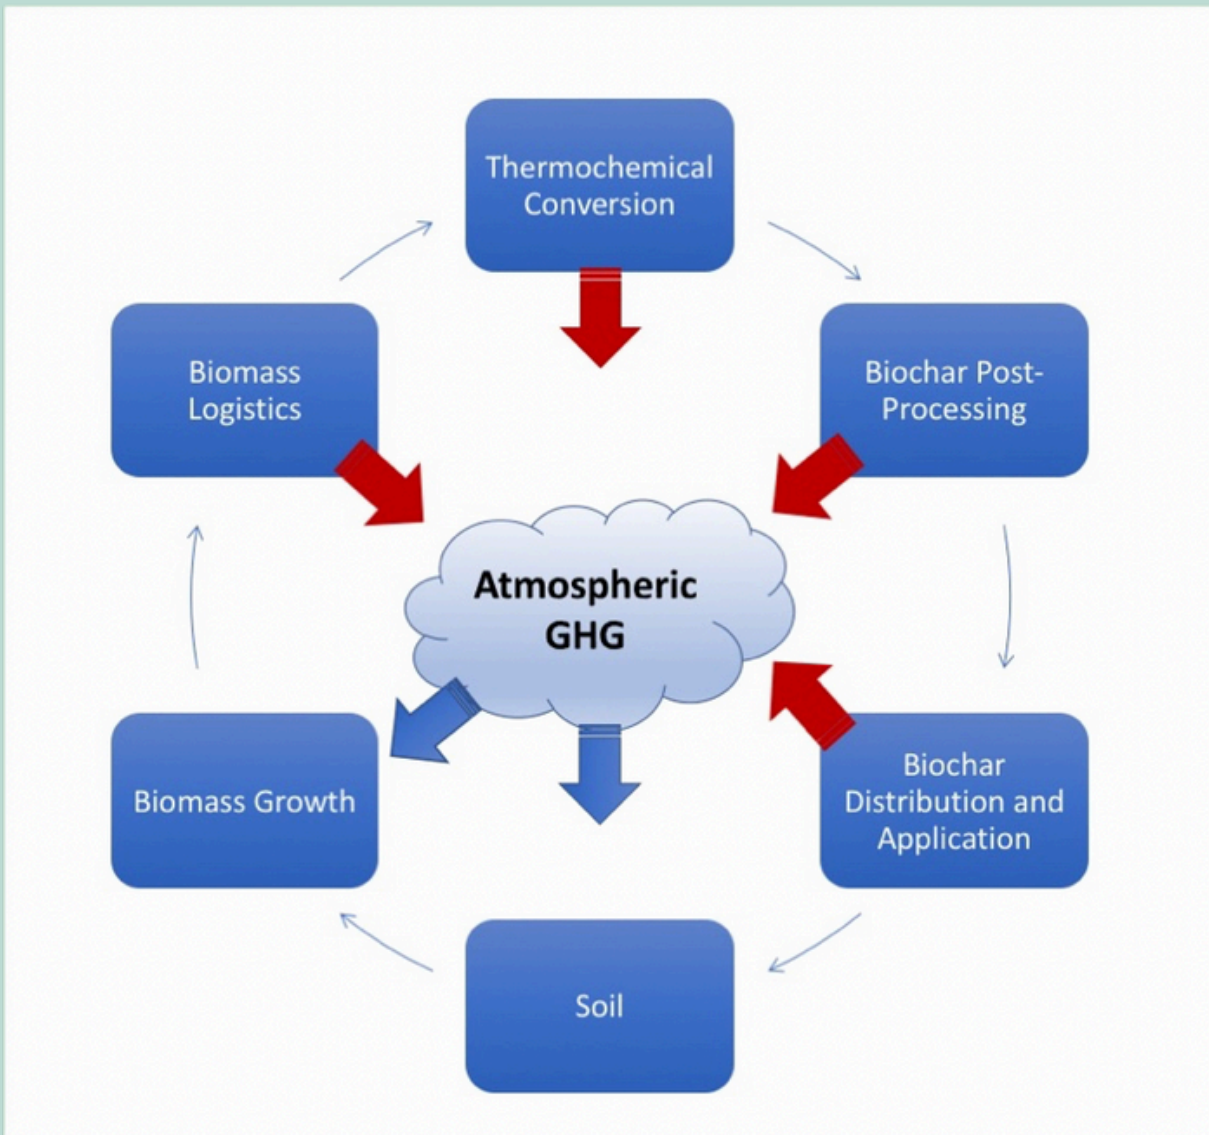 Thermochemical
Conversion
Biomass
Logistics
Biochar Post-
Processing
Atmospheric
GHG
Biomass Growth
Biochar
Distribution and
Application
Soil